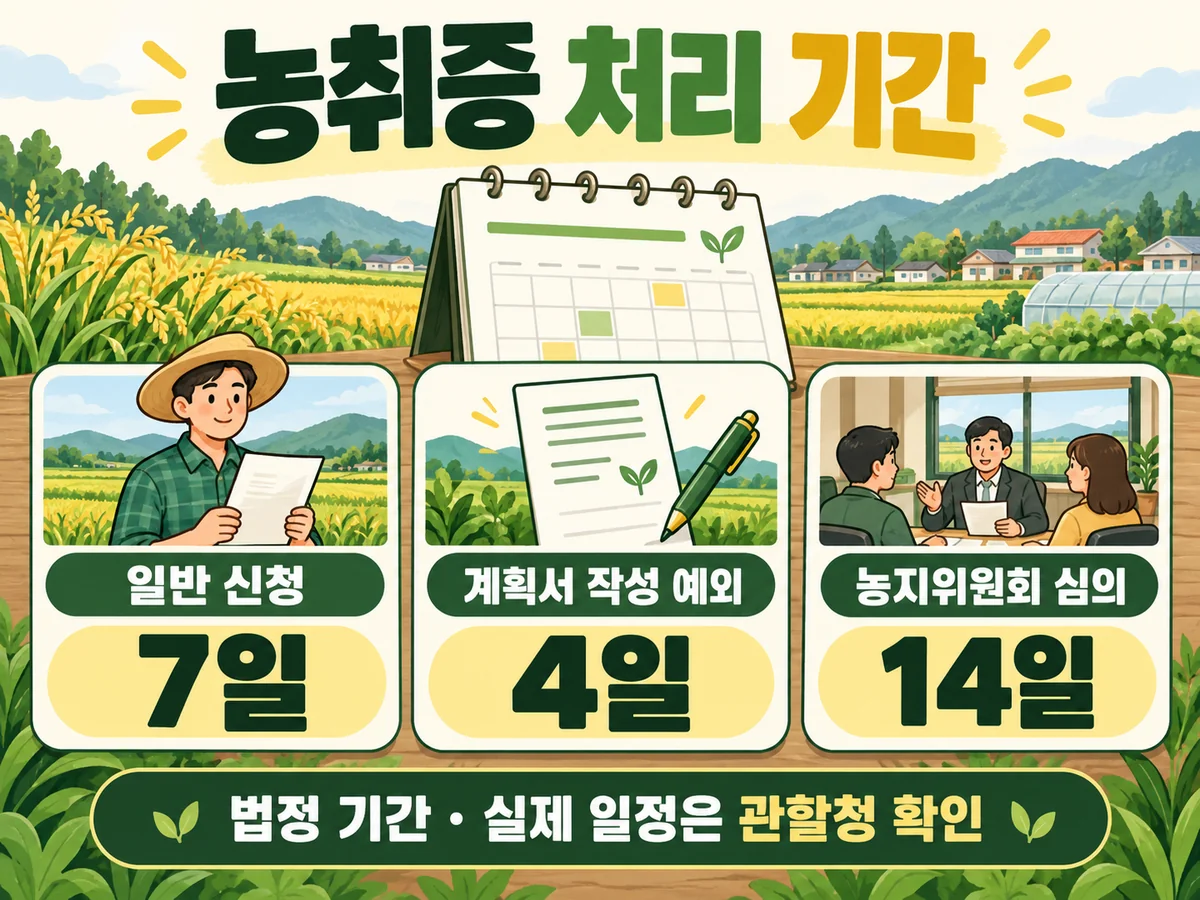 농취증 처리 기간
일반 신청
7일
계획서 작성 예외
4일
농지위원회 심의
14일
법정 기간 · 실제 일정은 관할청 확인